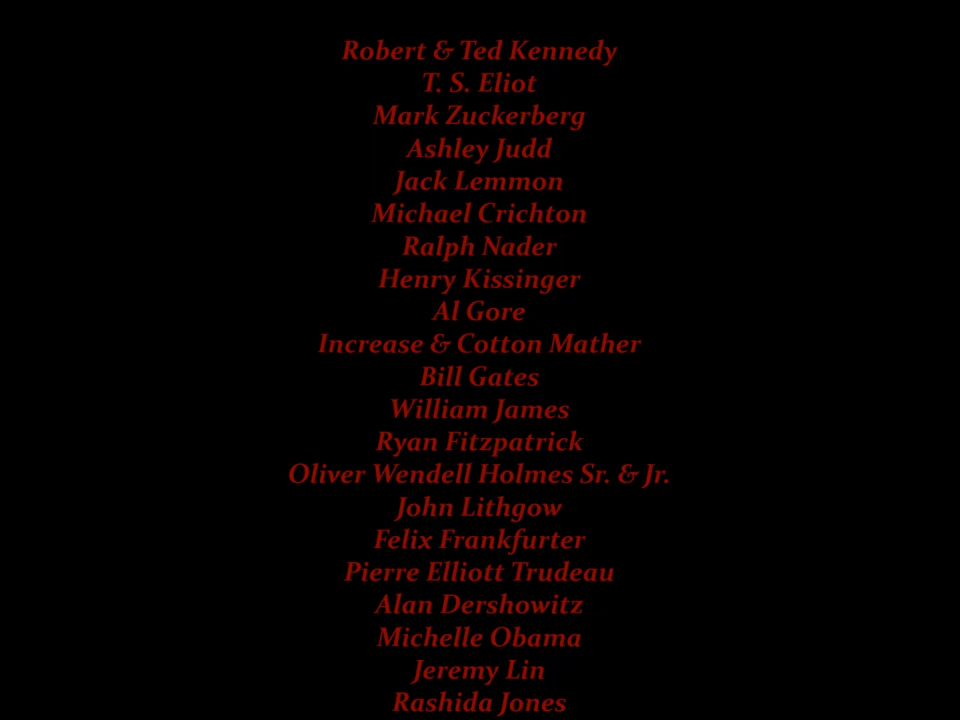 Robert & Ted Kennedy
T. S. Eliot
Mark Zuckerberg
Ashley Judd
Jack Lemmon
Michael Crichton
Ralph Nader
Henry Kissinger
Al Gore
Increase & Cotton Mather
Bill Gates
William James
Ryan Fitzpatrick
Oliver Wendell Holmes Sr. & Jr.
John Lithgow
Felix Frankfurter
Pierre Elliott Trudeau
Alan Dershowitz
Michelle Obama
Jeremy Lin
Rashida Jones